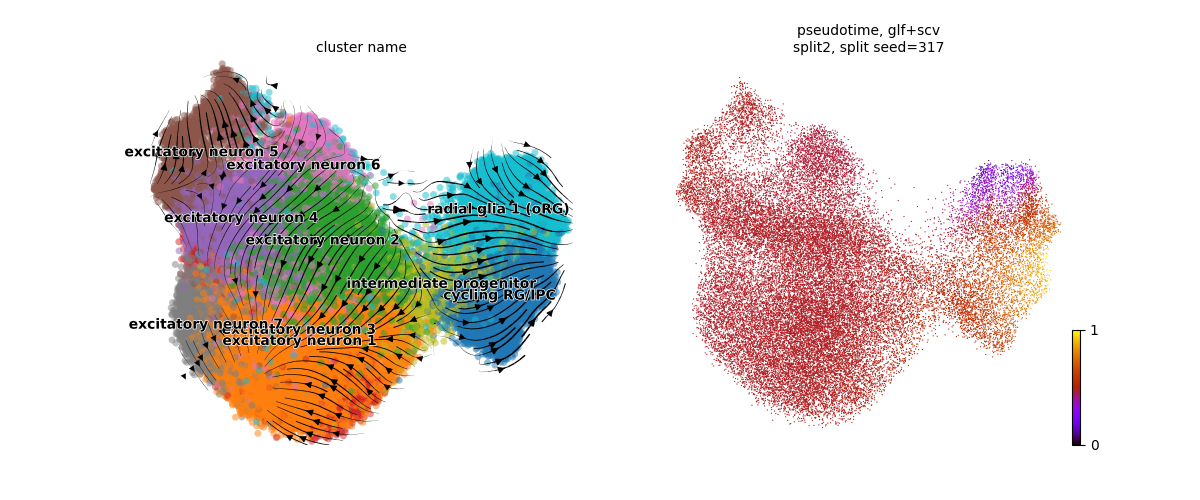 cluster name
excitatory neuron 5
excitatory neuron 6
radial glia 1 (oRG)
excitatory neuron 4
excitatory neuron 2
intermediate progenitor
cycling RG/IPC
excitatory neuron 7
excitatory neuron 3
excitatory neuron 1
pseudotime, glf+scv
split2, split seed=317
1
0